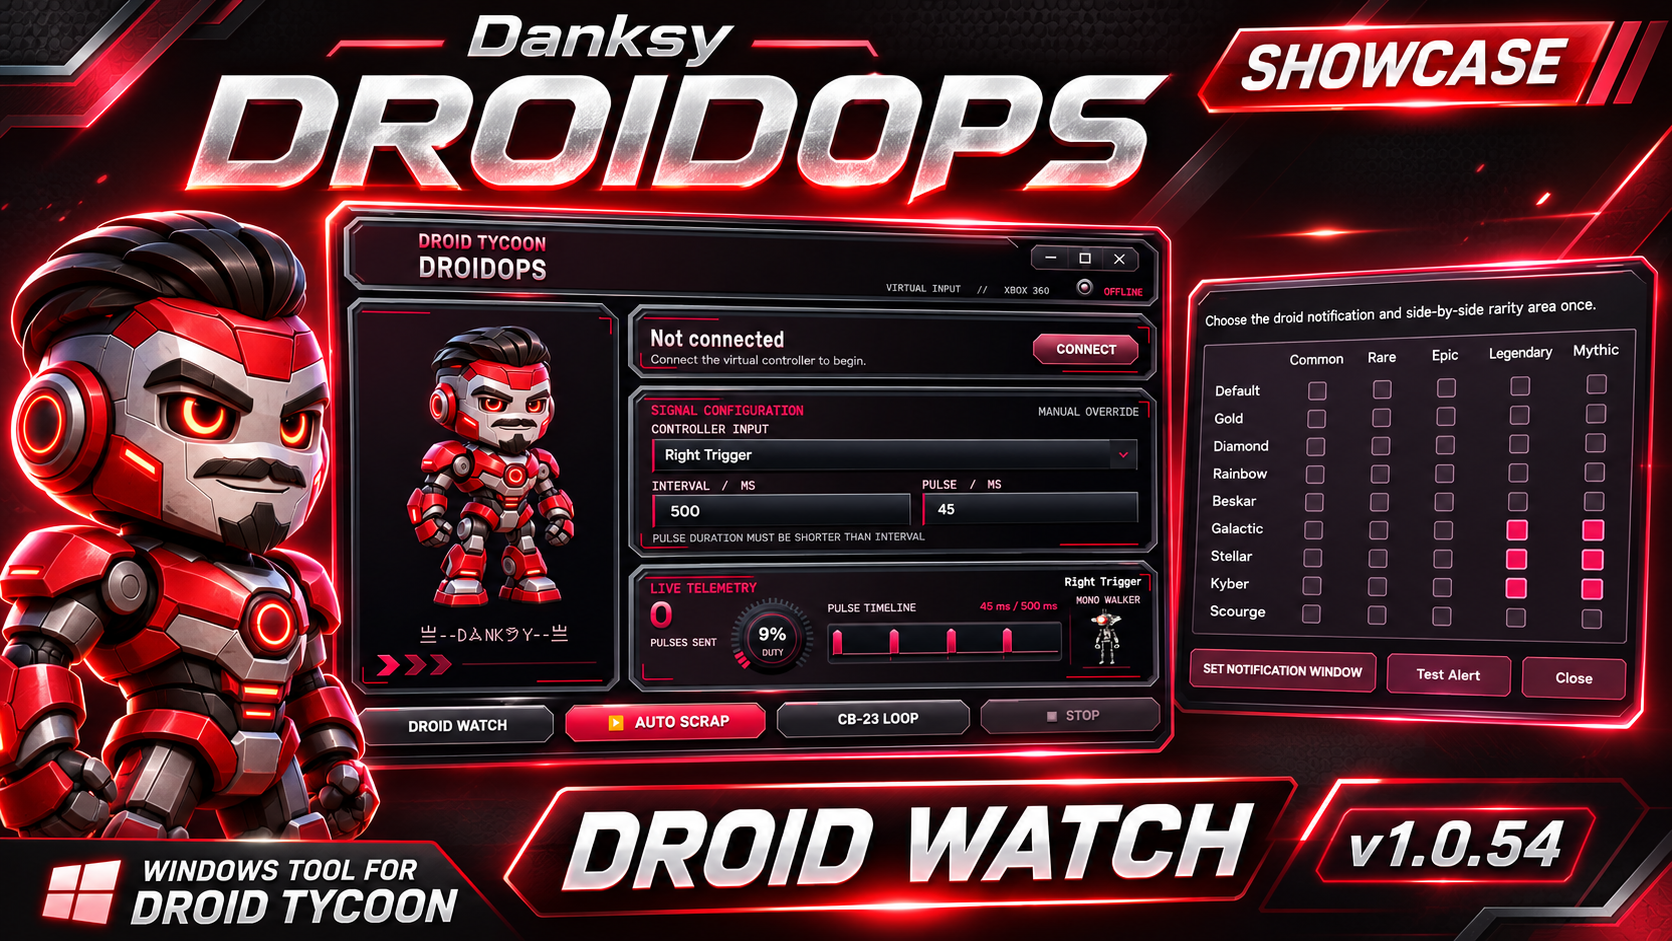 Danksy
DROIDOPS
SHOWCASE
DROID TYCOON
DROIDOPS
VIRTUAL INPUT // XBOX 360 OFFLINE
Not connected
Connect the virtual controller to begin.
CONNECT
SIGNAL CONFIGURATION
MANUAL OVERRIDE
CONTROLLER INPUT
Right Trigger
INTERVAL / MS
PULSE / MS
500
45
PULSE DURATION MUST BE SHORTER THAN INTERVAL
LIVE TELEMETRY
0
PULSES SENT
9%
DUTY
PULSE TIMELINE
45 ms / 500 ms
Right Trigger
MONO WALKER
DROID WATCH
AUTO SCRAP
CB-23 LOOP
STOP
Choose the droid notification and side-by-side rarity area once.
Common Rare Epic Legendary Mythic
Default
Gold
Diamond
Rainbow
Beskar
Galactic
Stellar
Kyber
Scourge
SET NOTIFICATION WINDOW
Test Alert
Close
WINDOWS TOOL FOR
DROID TYCOON
DROID WATCH
v1.0.54